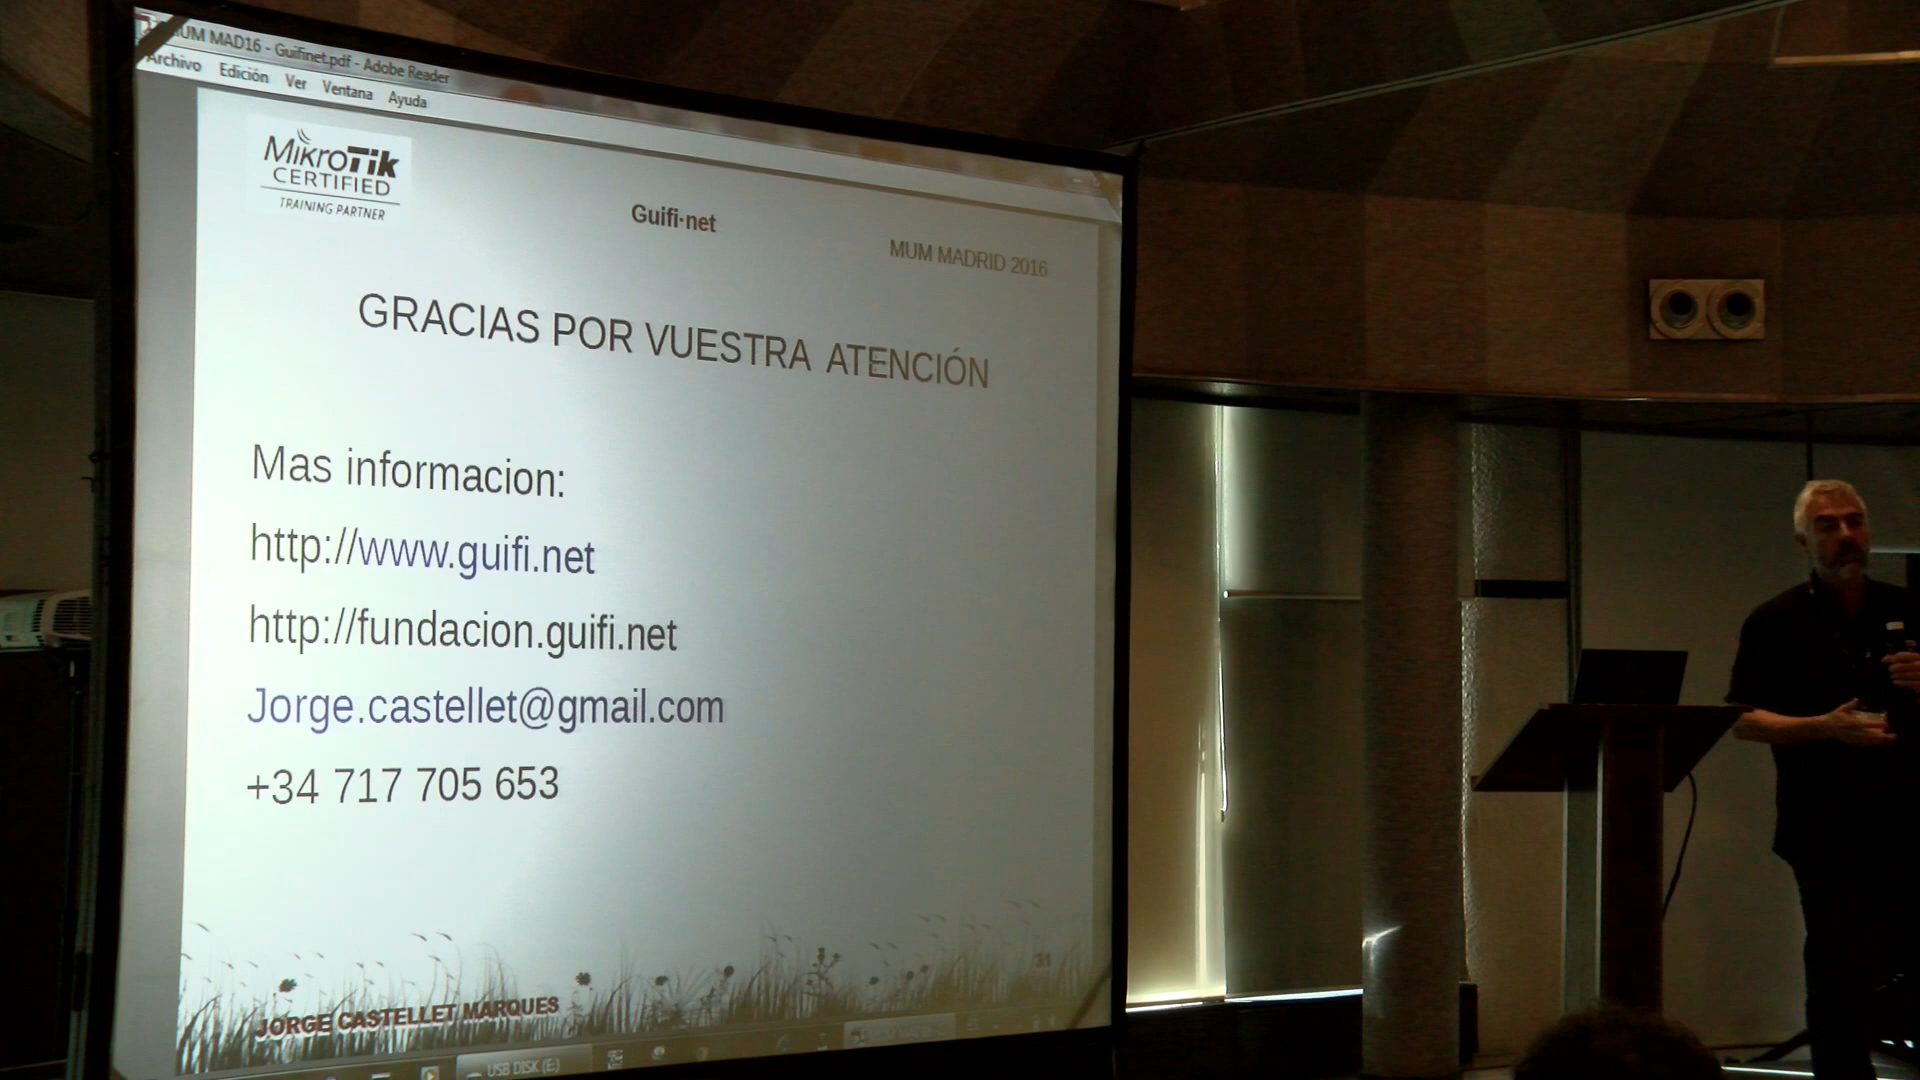 MUM MAD16 - Guifinet.pdf - Adobe Reader
Archivo Edición Ver Ventana Ayuda
MikroTik
CERTIFIED
TRAINING PARTNER
Guifi·net
MUM MADRID 2016
GRACIAS POR VUESTRA ATENCIÓN
Mas informacion:
http://www.guifi.net
http://fundacion.guifi.net
Jorge.castellet@gmail.com
+34 717 705 653
31
JORGE CASTELLET MARQUES
USB DISK (E:)